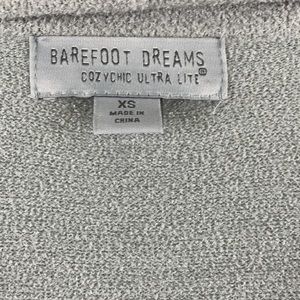 BAREFOOT DREAMS
COZYCHIC ULTRA LITE®
XS
MADE IN
CHINA